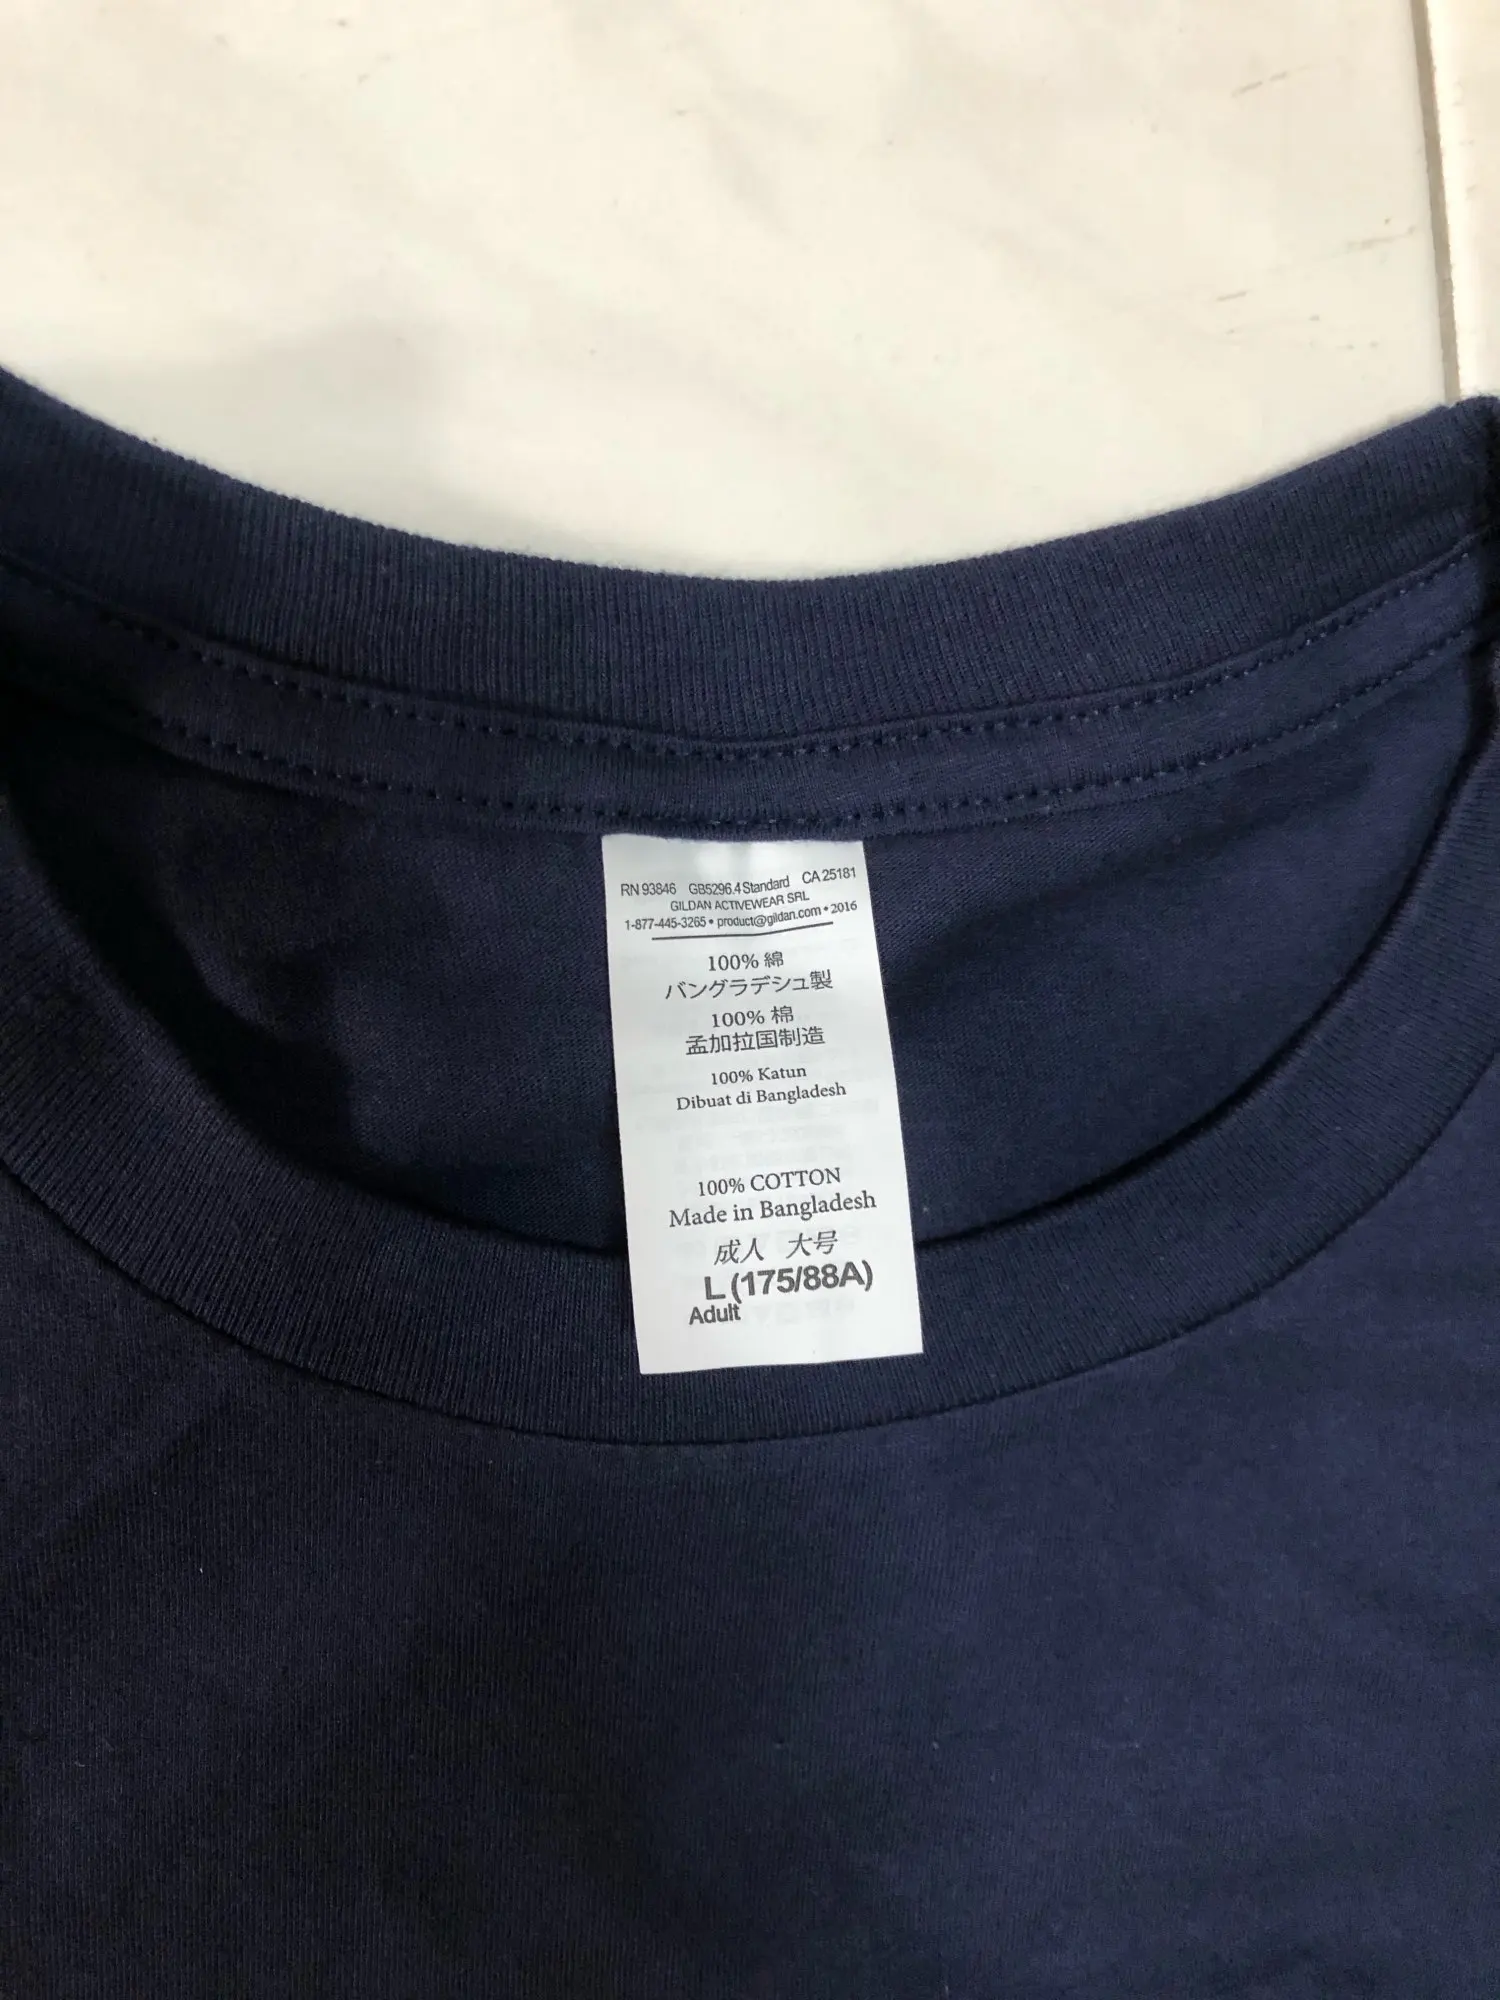 RN 93846 GB5296.4 Standard CA 25181
GILDAN ACTIVEWEAR SRL
1-877-445-3265 • product@gildan.com • 2016
100% 綿
バングラデシュ製
100% 棉
孟加拉国制造
100% Katun
Dibuat di Bangladesh
100% COTTON
Made in Bangladesh
成人 大号
L (175/88A)
Adult